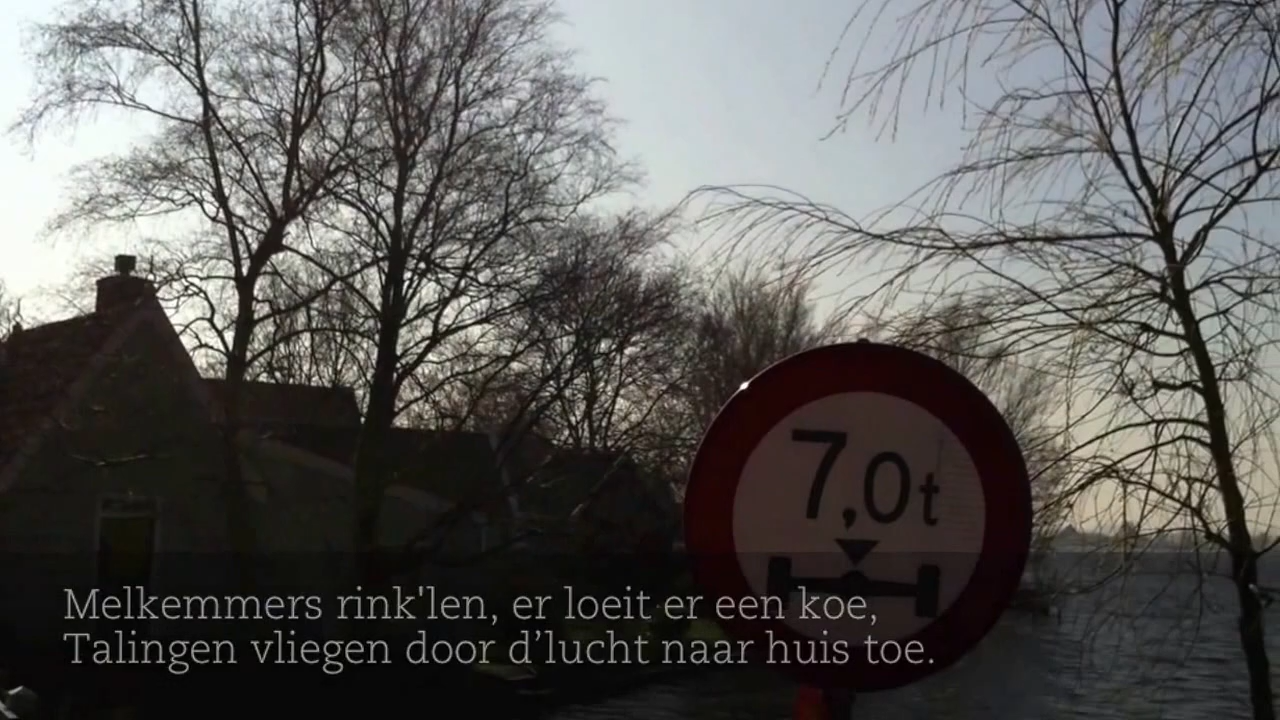 7,0t
Melkemmers rink'len, er loeit er een koe,
Talingen vliegen door d’lucht naar huis toe.